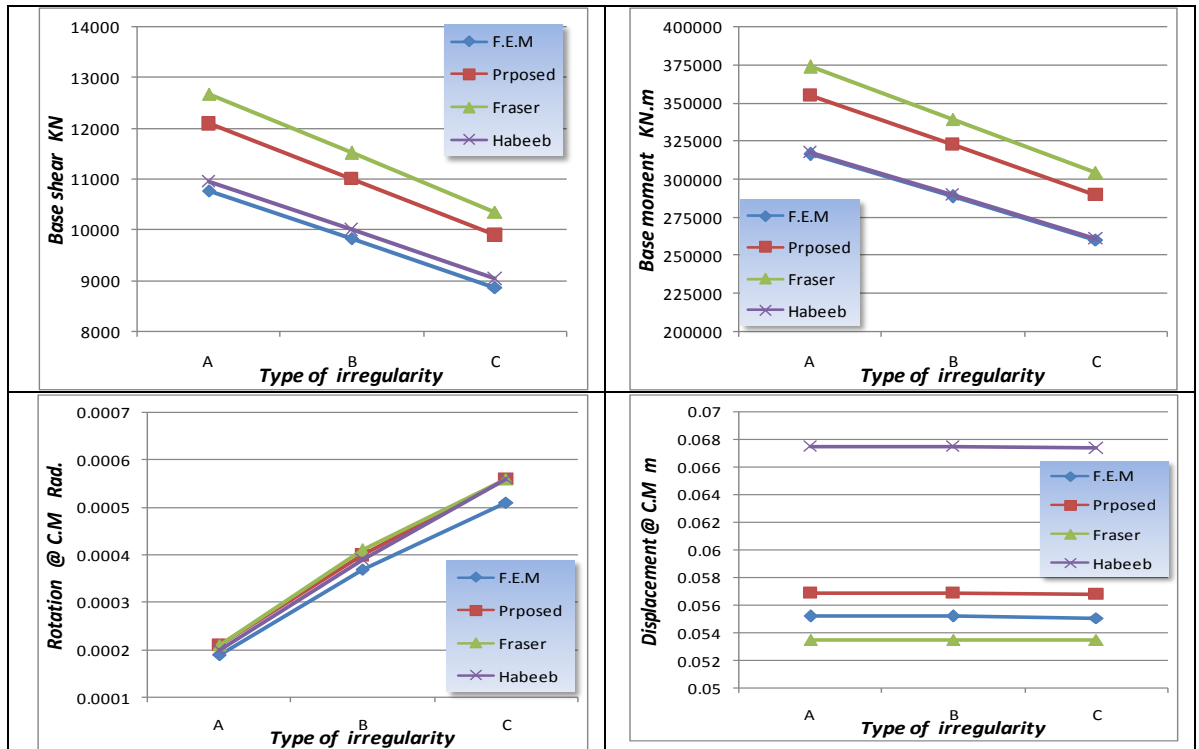 14000
13000
12000
11000
10000
9000
8000
Base shear KN
A B C
Type of irregularity
F.E.M
Prposed
Fraser
Habeeb
400000
375000
350000
325000
300000
275000
250000
225000
200000
Base moment KN.m
A B C
Type of irregularity
F.E.M
Prposed
Fraser
Habeeb
0.0007
0.0006
0.0005
0.0004
0.0003
0.0002
0.0001
Rotation @ C.M Rad.
A B C
Type of irregularity
F.E.M
Prposed
Fraser
Habeeb
0.07
0.068
0.066
0.064
0.062
0.06
0.058
0.056
0.054
0.052
0.05
Displacement @ C.M m
A B C
Type of irregularity
F.E.M
Prposed
Fraser
Habeeb